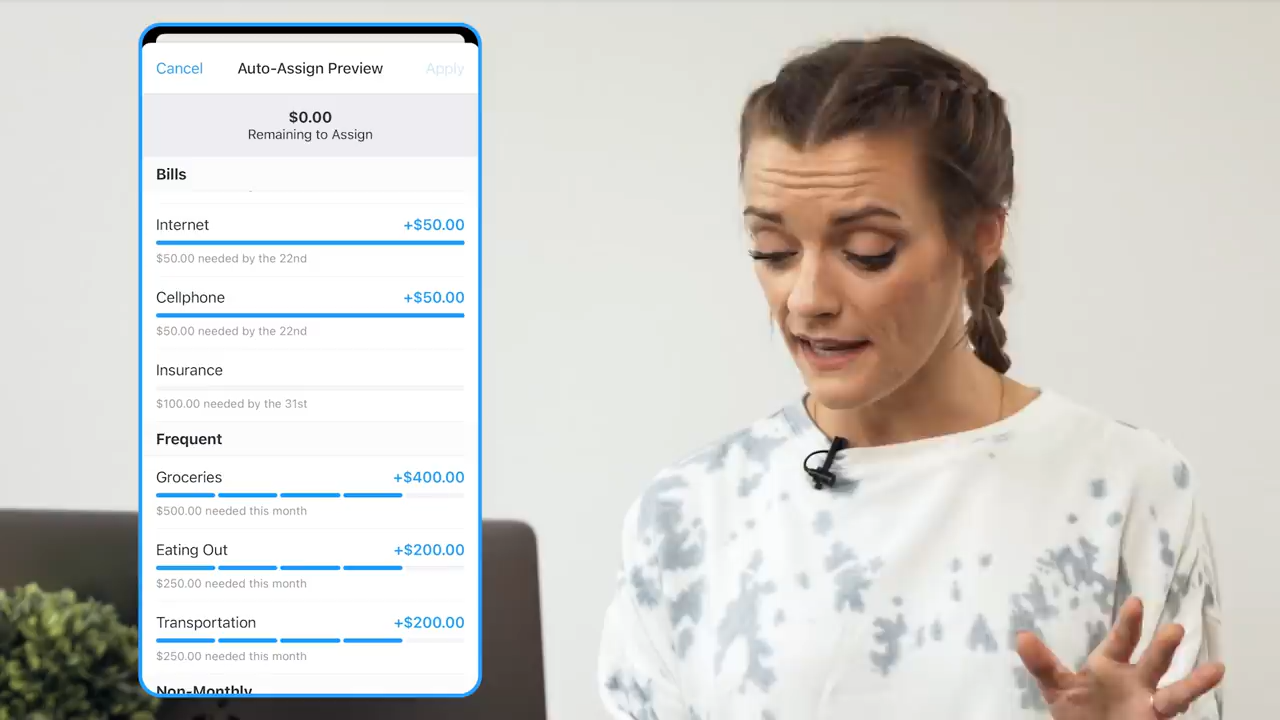 Cancel Auto-Assign Preview Apply
$0.00
Remaining to Assign
Bills
Internet +$50.00
$50.00 needed by the 22nd
Cellphone +$50.00
$50.00 needed by the 22nd
Insurance
$100.00 needed by the 31st
Frequent
Groceries +$400.00
$500.00 needed this month
Eating Out +$200.00
$250.00 needed this month
Transportation +$200.00
$250.00 needed this month
Non-Monthly